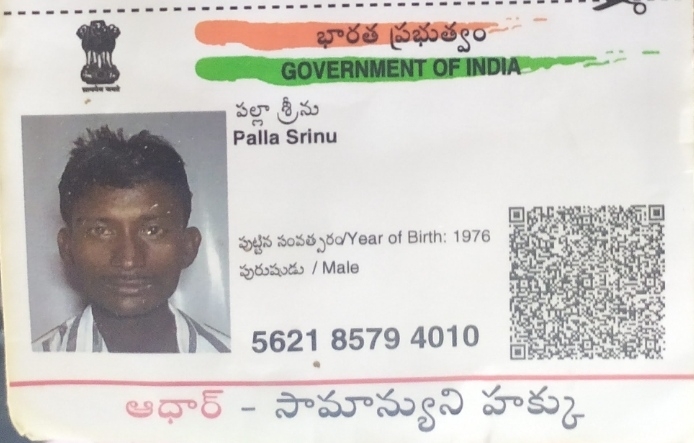 భారత ప్రభుత్వం
GOVERNMENT OF INDIA
పల్లా శ్రీను
Palla Srinu
పుట్టిన సంవత్సరం/Year of Birth: 1976
పురుషుడు / Male
5621 8579 4010
ఆధార్ - సామాన్యుని హక్కు